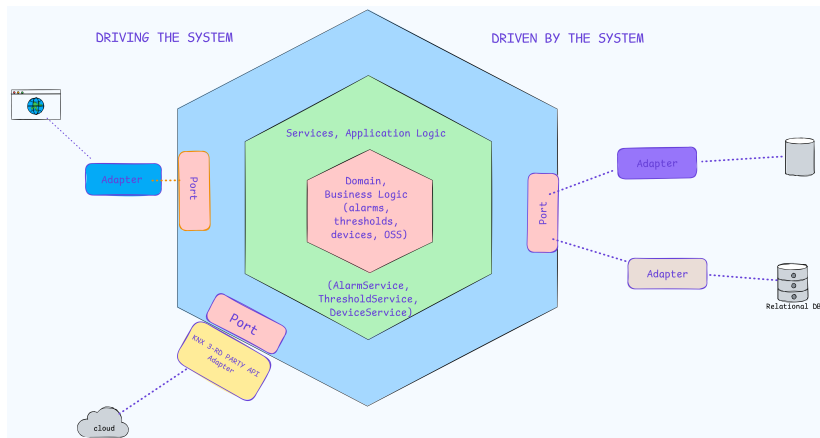 DRIVING THE SYSTEM
DRIVEN BY THE SYSTEM
Services, Application Logic
Adapter
Port
Domain,
Business Logic
(alarms,
thresholds,
devices, OSS)
Port
Adapter
Adapter
(AlarmService,
ThresholdService,
DeviceService)
Port
KNX 3-RD PARTY API
Adapter
Relational DB
cloud